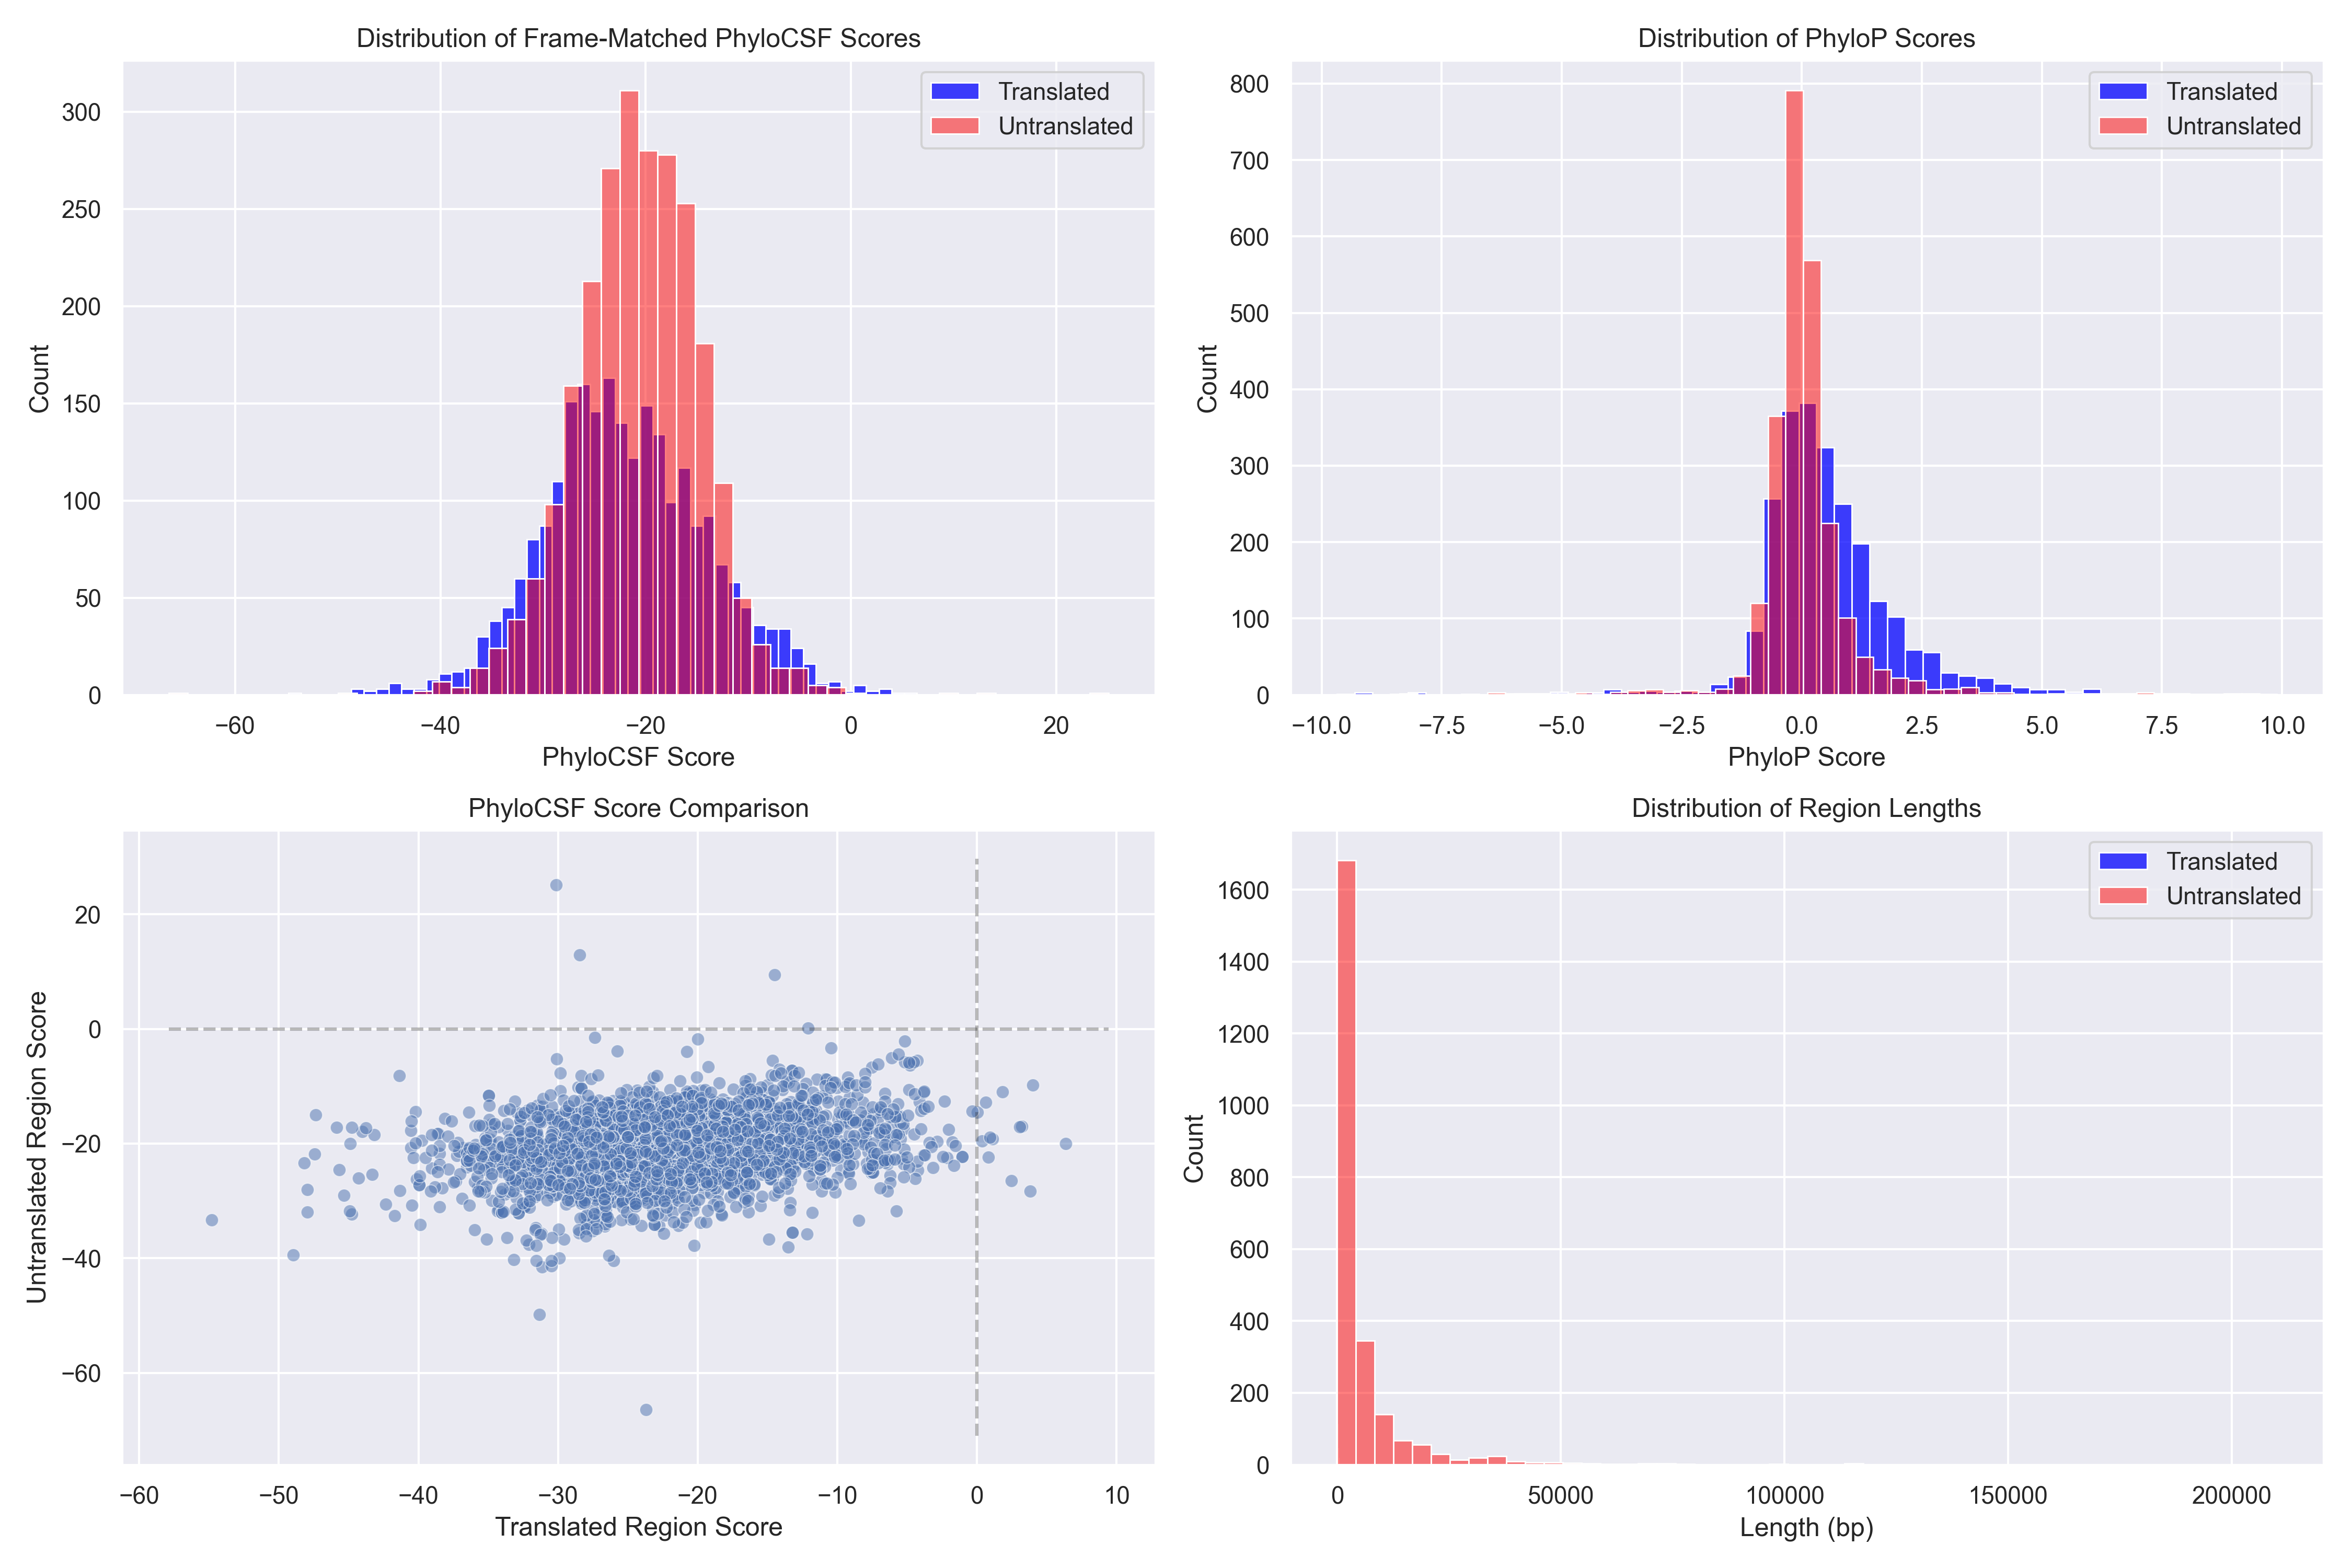 Distribution of Frame-Matched PhyloCSF Scores
Translated
Untranslated
300
250
200
150
100
50
0
Count
−60 −40 −20 0 20
PhyloCSF Score
Distribution of PhyloP Scores
Translated
Untranslated
800
700
600
500
400
300
200
100
0
Count
−10.0 −7.5 −5.0 −2.5 0.0 2.5 5.0 7.5 10.0
PhyloP Score
PhyloCSF Score Comparison
20
0
−20
−40
−60
Untranslated Region Score
−60 −50 −40 −30 −20 −10 0 10
Translated Region Score
Distribution of Region Lengths
Translated
Untranslated
1600
1400
1200
1000
800
600
400
200
0
Count
0 50000 100000 150000 200000
Length (bp)